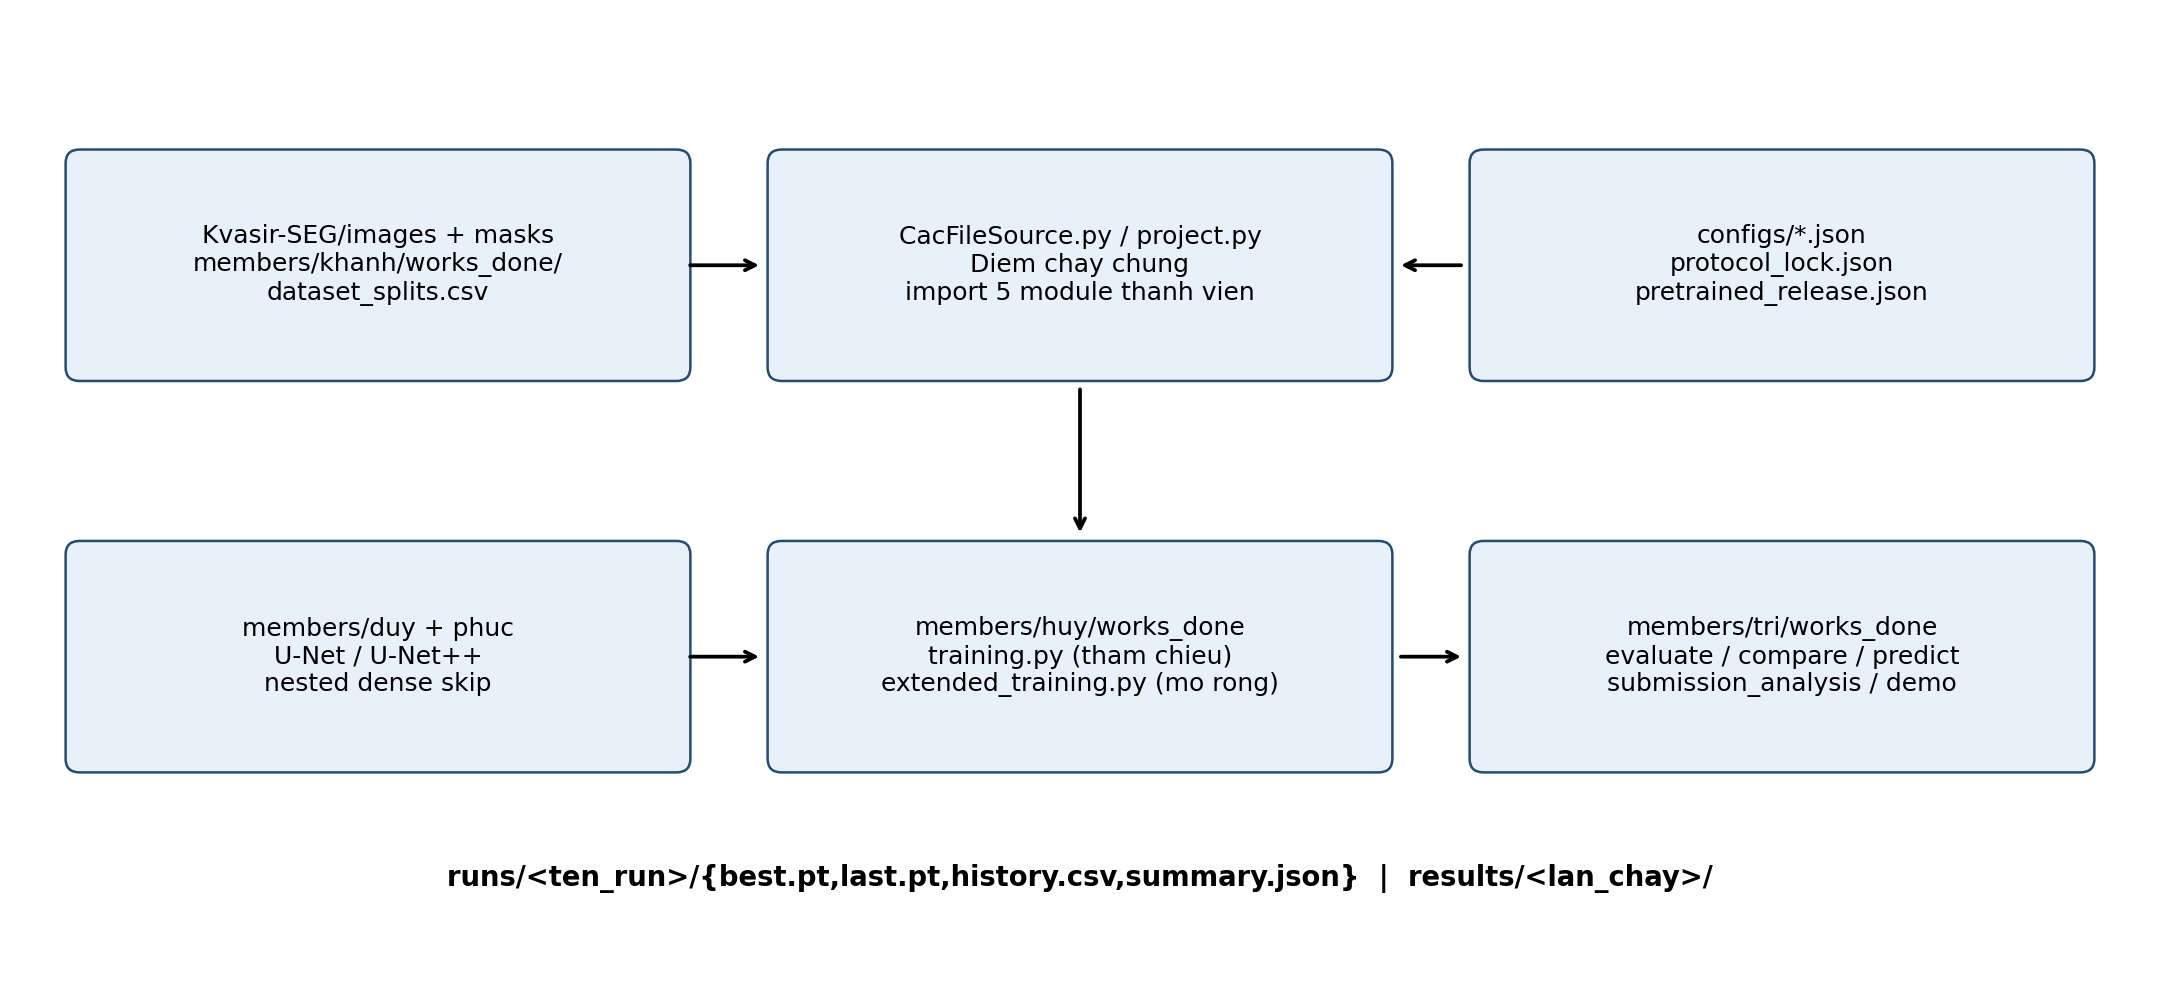 Kvasir-SEG/images + masks
members/khanh/works_done/
dataset_splits.csv
CacFileSource.py / project.py
Diem chay chung
import 5 module thanh vien
configs/*.json
protocol_lock.json
pretrained_release.json
members/duy + phuc
U-Net / U-Net++
nested dense skip
members/huy/works_done
training.py (tham chieu)
extended_training.py (mo rong)
members/tri/works_done
evaluate / compare / predict
submission_analysis / demo
runs/<ten_run>/{best.pt,last.pt,history.csv,summary.json} | results/<lan_chay>/